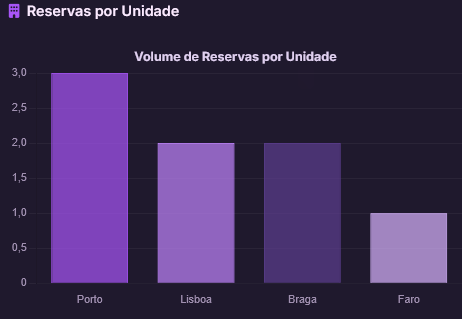 Reservas por Unidade
Volume de Reservas por Unidade
3,0
2,5
2,0
1,5
1,0
0,5
0
Porto Lisboa Braga Faro